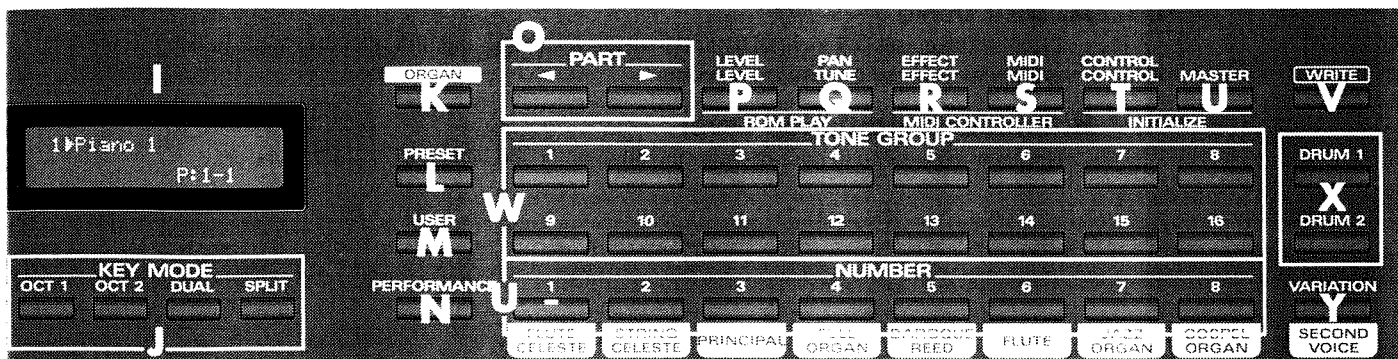 O
PART
I
ORGAN
LEVEL PAN EFFECT MIDI CONTROL
LEVEL TUNE EFFECT MIDI CONTROL MASTER
WRITE
K P Q R S T U V
ROM PLAY MIDI CONTROLLER INITIALIZE
1▶Piano 1
P:1-1
TONE GROUP
PRESET 1 2 3 4 5 6 7 8 DRUM 1
L
W X
USER 9 10 11 12 13 14 15 16 DRUM 2
M
KEY MODE
OCT 1 OCT 2 DUAL SPLIT
J
NUMBER
PERFORMANCE U 1 2 3 4 5 6 7 8 VARIATION
N - Y
FLUTE CELESTE
STRING CELESTE
PRINCIPAL
FULL ORGAN
BAROQUE REED
FLUTE
JAZZ ORGAN
GOSPEL ORGAN
SECOND VOICE